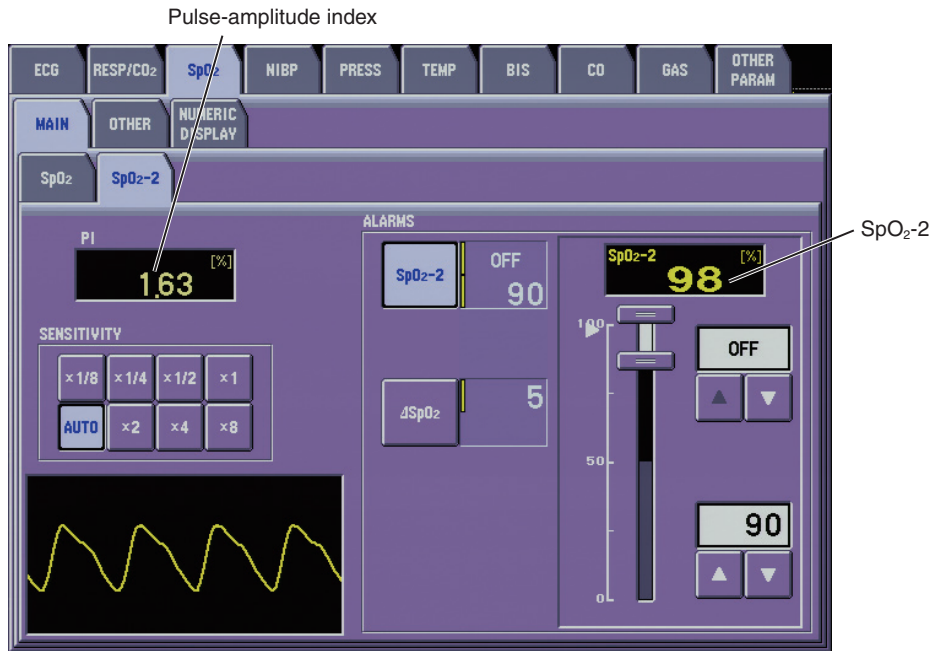 Pulse-amplitude index
ECG RESP/CO₂ SpO₂ NIBP PRESS TEMP BIS CO GAS OTHER PARAM
MAIN OTHER NUMERIC DISPLAY
SpO₂ SpO₂-2
PI
[%]
1.63
SENSITIVITY
×1/8 ×1/4 ×1/2 ×1
AUTO ×2 ×4 ×8
ALARMS
SpO₂-2 OFF
90
ΔSpO₂ 5
SpO₂-2 [%]
98
SpO₂-2
100
50
0
OFF
90